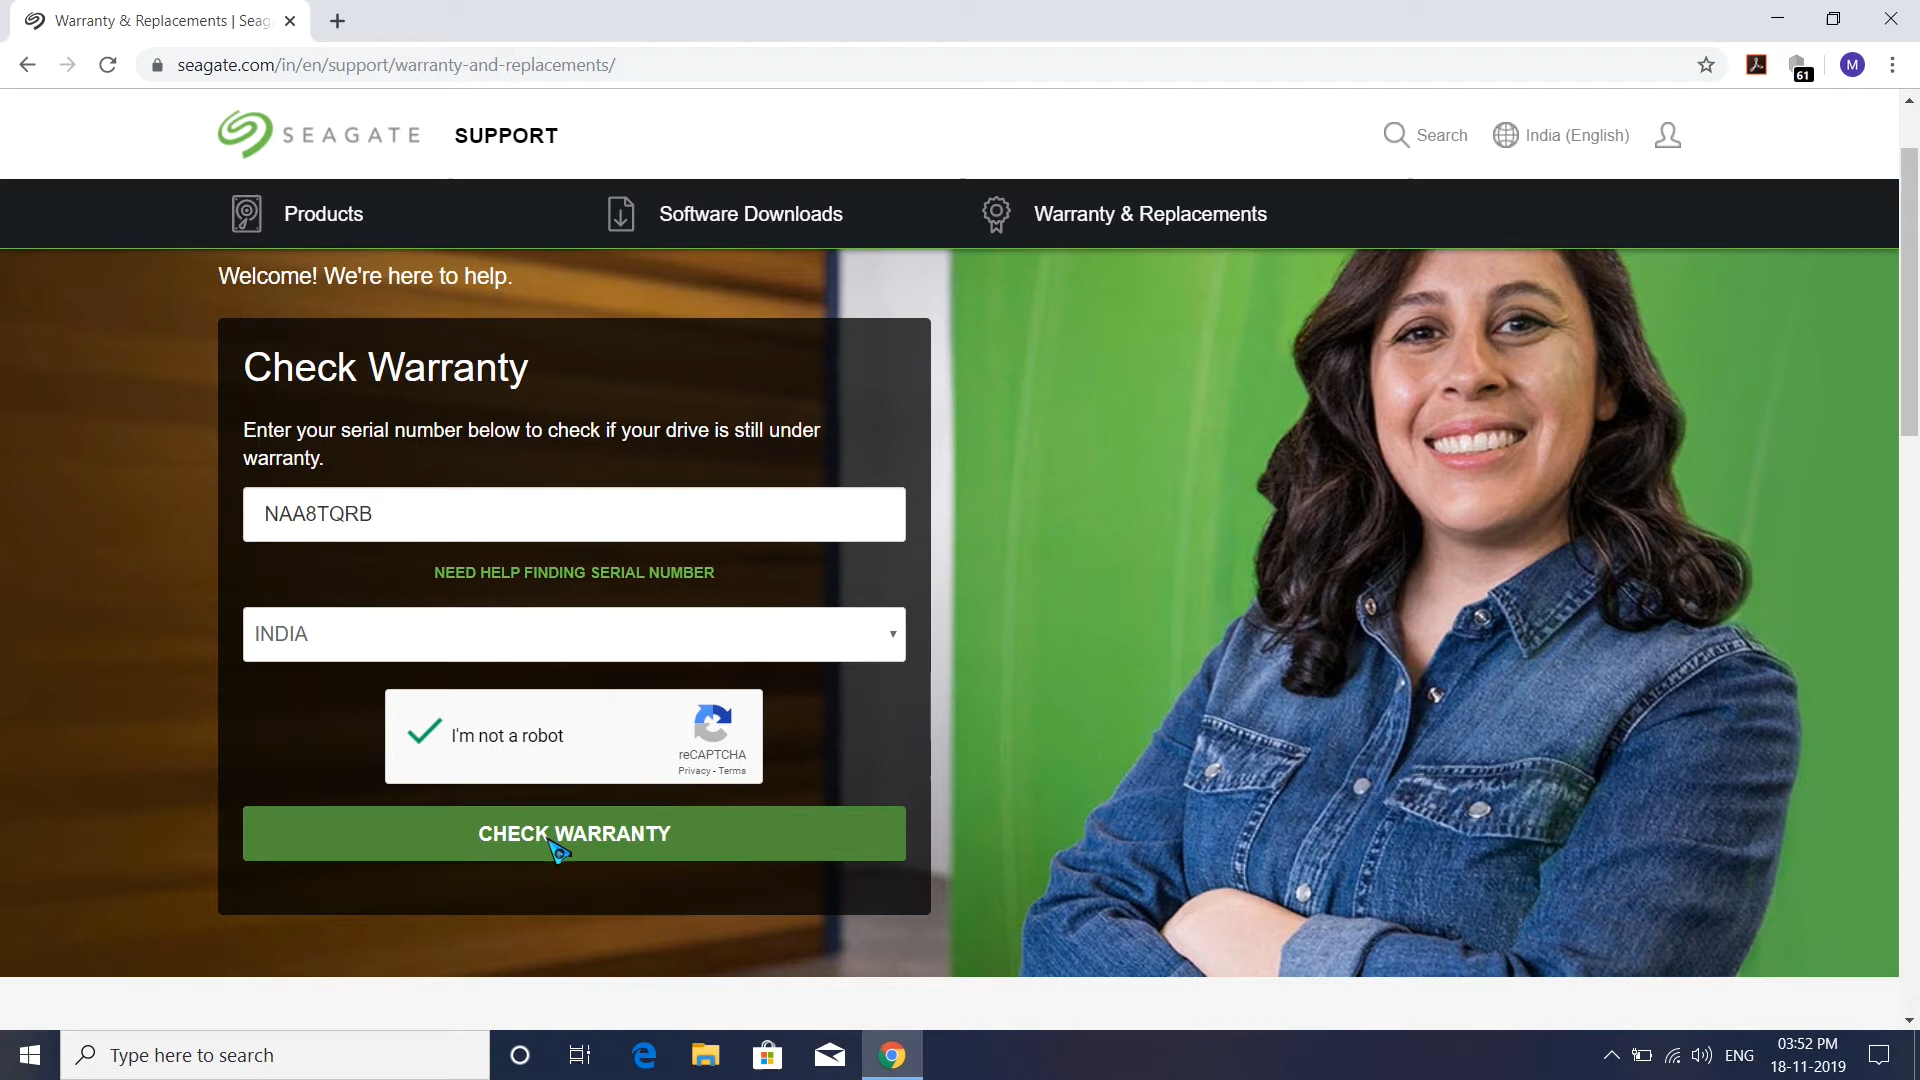 Warranty & Replacements | Seag
seagate.com/in/en/support/warranty-and-replacements/
61
M
SEAGATE SUPPORT
Search
India (English)
Products
Software Downloads
Warranty & Replacements
Welcome! We're here to help.
Check Warranty
Enter your serial number below to check if your drive is still under
warranty.
NAA8TQRB
NEED HELP FINDING SERIAL NUMBER
INDIA
I'm not a robot
reCAPTCHA
Privacy - Terms
CHECK WARRANTY
Type here to search
ENG
03:52 PM
18-11-2019